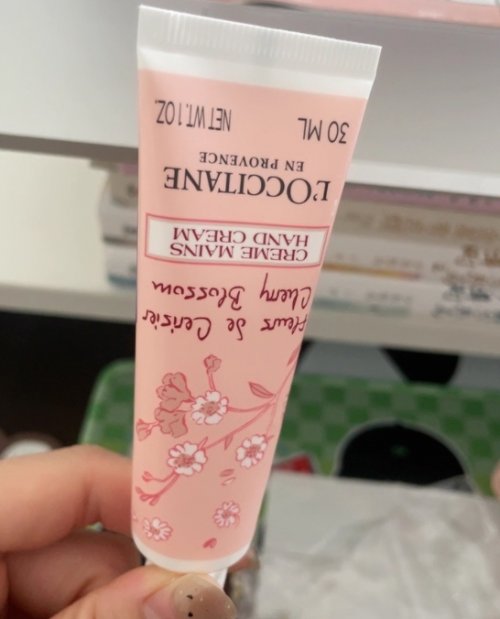 Fleurs de Cerisier
Cherry Blossom
CREME MAINS
HAND CREAM
L'OCCITANE
EN PROVENCE
30 ML NET WT. 1 OZ.